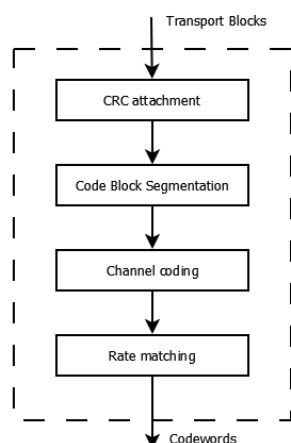 Transport Blocks
CRC attachment
Code Block Segmentation
Channel coding
Rate matching
Codewords